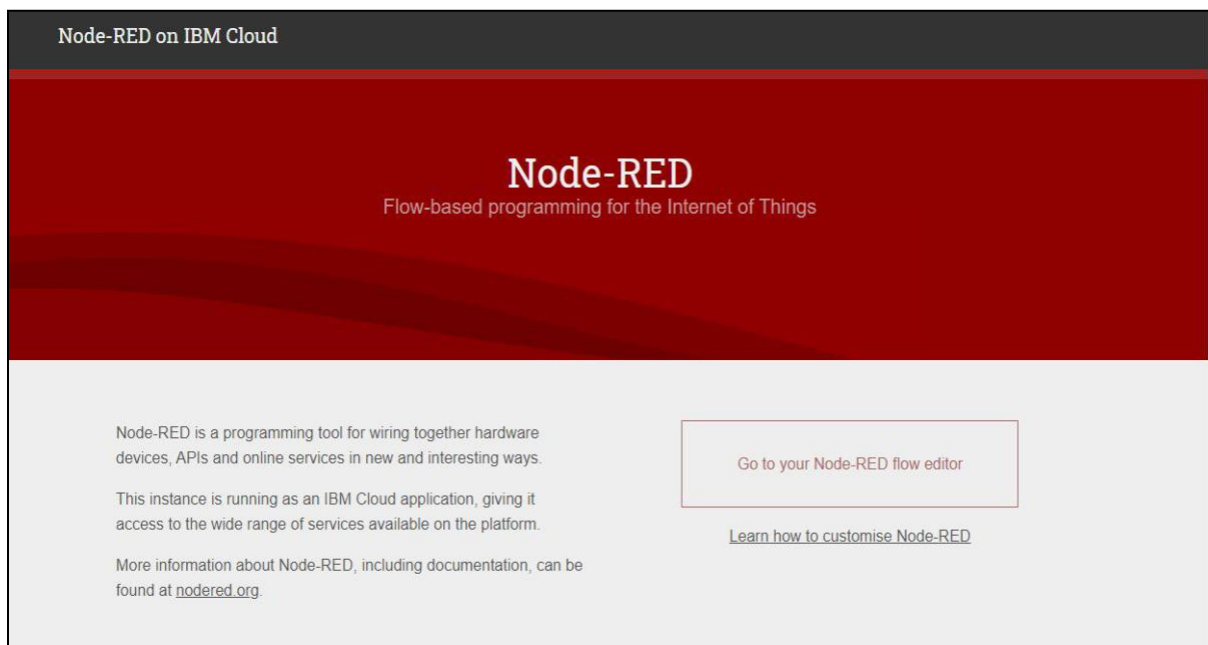 Node-RED on IBM Cloud
Node-RED
Flow-based programming for the Internet of Things
Node-RED is a programming tool for wiring together hardware
devices, APIs and online services in new and interesting ways.
This instance is running as an IBM Cloud application, giving it
access to the wide range of services available on the platform.
More information about Node-RED, including documentation, can be
found at nodered.org.
Go to your Node-RED flow editor
Learn how to customise Node-RED